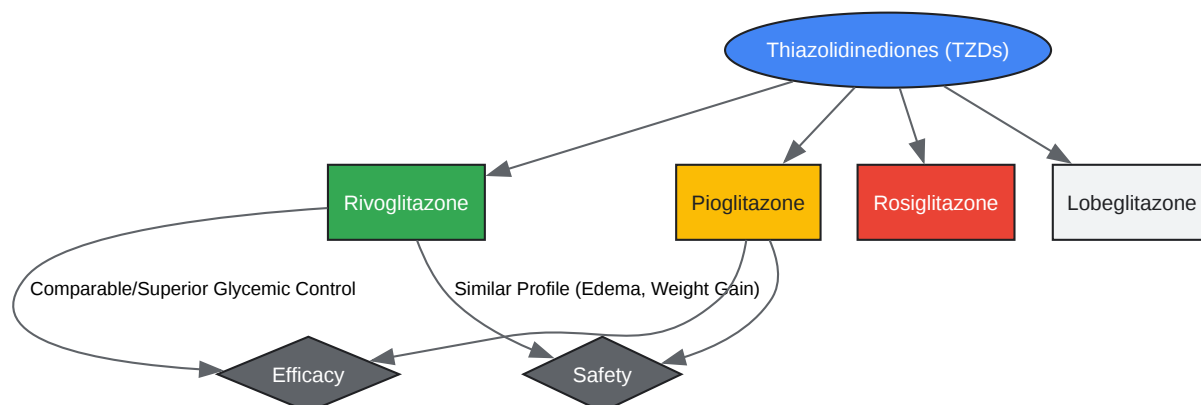 Thiazolidinediones (TZDs)
Rivoglitazone
Pioglitazone
Rosiglitazone
Lobeglitazone
Comparable/Superior Glycemic Control
Similar Profile (Edema, Weight Gain)
Efficacy
Safety